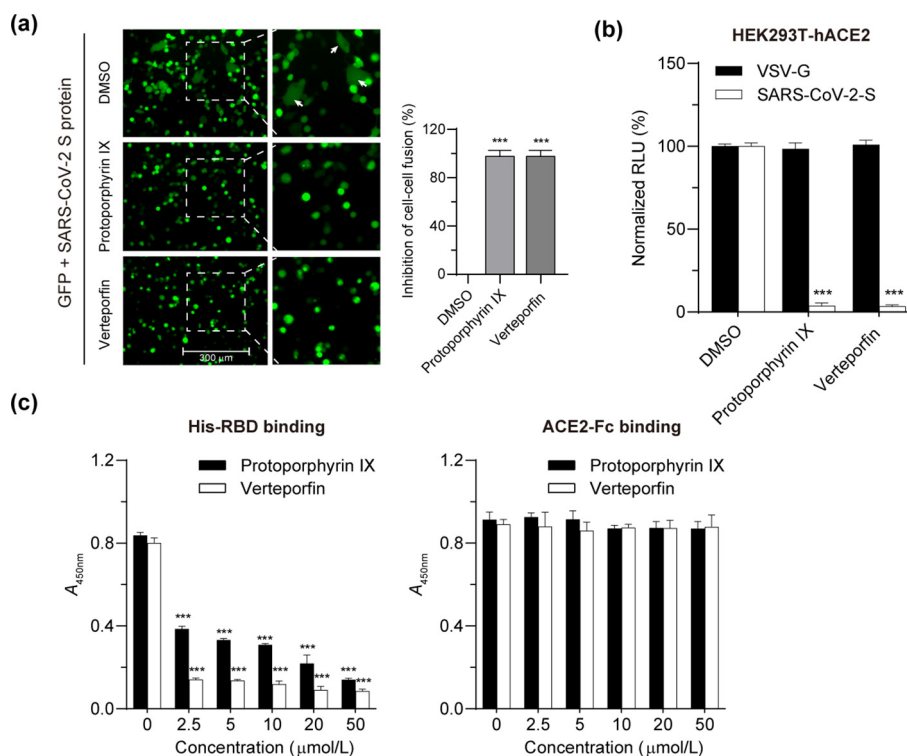 (a)
GFP + SARS-CoV-2 S protein
DMSO
Protoporphyrin IX
Verteporfin
300 μm
Inhibition of cell-cell fusion (%)
120
90
60
30
0
***
***
DMSO
Protoporphyrin IX
Verteporfin
(b)
HEK293T-hACE2
VSV-G
SARS-CoV-2-S
Normalized RLU (%)
150
100
50
0
***
***
DMSO
Protoporphyrin IX
Verteporfin
(c)
His-RBD binding
Protoporphyrin IX
Verteporfin
A450nm
1.2
0.8
0.4
0.0
***
***
***
***
***
***
***
***
***
***
0 2.5 5 10 20 50
Concentration (μmol/L)
ACE2-Fc binding
Protoporphyrin IX
Verteporfin
A450nm
1.2
0.8
0.4
0.0
0 2.5 5 10 20 50
Concentration (μmol/L)